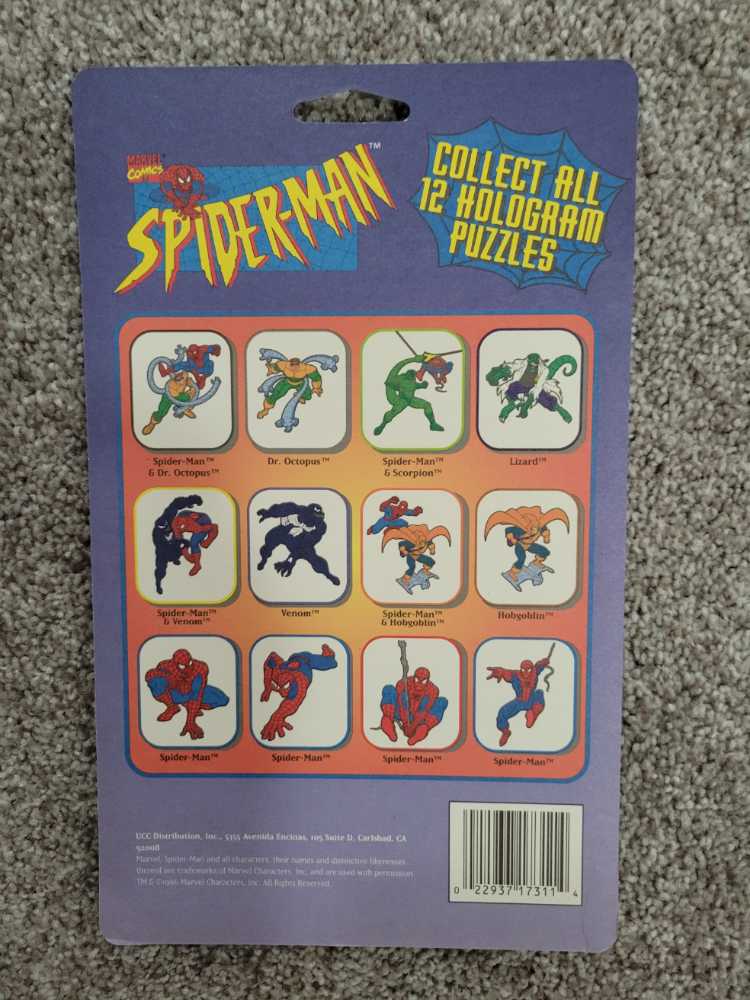 MARVEL
COMICS
SPIDER-MAN™
COLLECT ALL
12 HOLOGRAM
PUZZLES
Spider-Man™
& Dr. Octopus™
Dr. Octopus™
Spider-Man™
& Scorpion™
Lizard™
Spider-Man™
& Venom™
Venom™
Spider-Man™
& Hobgoblin™
Hobgoblin™
Spider-Man™
Spider-Man™
Spider-Man™
Spider-Man™
UCC Distribution, Inc., 5355 Avenida Encinas, 105 Suite D, Carlsbad, CA
92008
Marvel, Spider-Man and all characters, their names and distinctive likenesses
thereof are trademarks of Marvel Characters, Inc. and are used with permission.
TM & ©1996 Marvel Characters, Inc. All Rights Reserved.
0 22937 17311 4